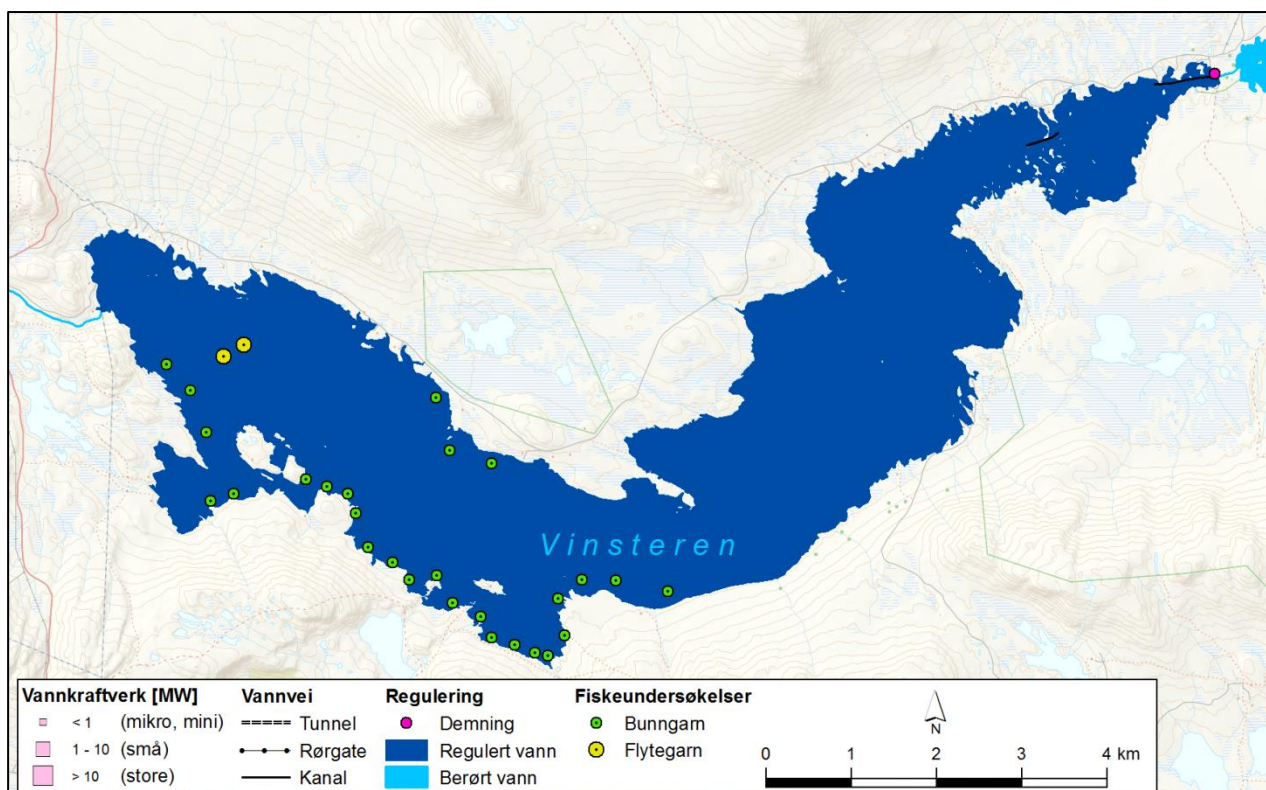 Vinsteren
Vannkraftverk [MW]
< 1 (mikro, mini)
1 - 10 (små)
> 10 (store)
Vannvei
Tunnel
Rørgate
Kanal
Regulering
Demning
Regulert vann
Berørt vann
Fiskeundersøkelser
Bunngarn
Flytegarn
N
0 1 2 3 4 km